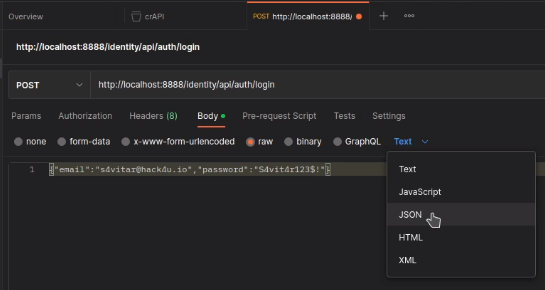 Overview crAPI POST http://localhost:8888/
http://localhost:8888/identity/api/auth/login
POST http://localhost:8888/identity/api/auth/login
Params Authorization Headers (8) Body Pre-request Script Tests Settings
none form-data x-www-form-urlencoded raw binary GraphQL Text
1 {"email":"s4vitar@hack4u.io","password":"S4vit4r123$!"}
Text
JavaScript
JSON
HTML
XML